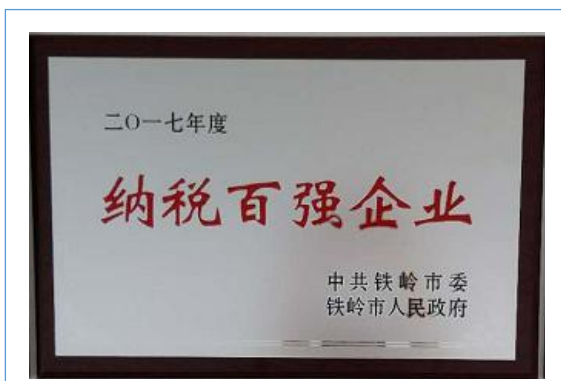 二〇一七年度
纳税百强企业
中共铁岭市委
铁岭市人民政府